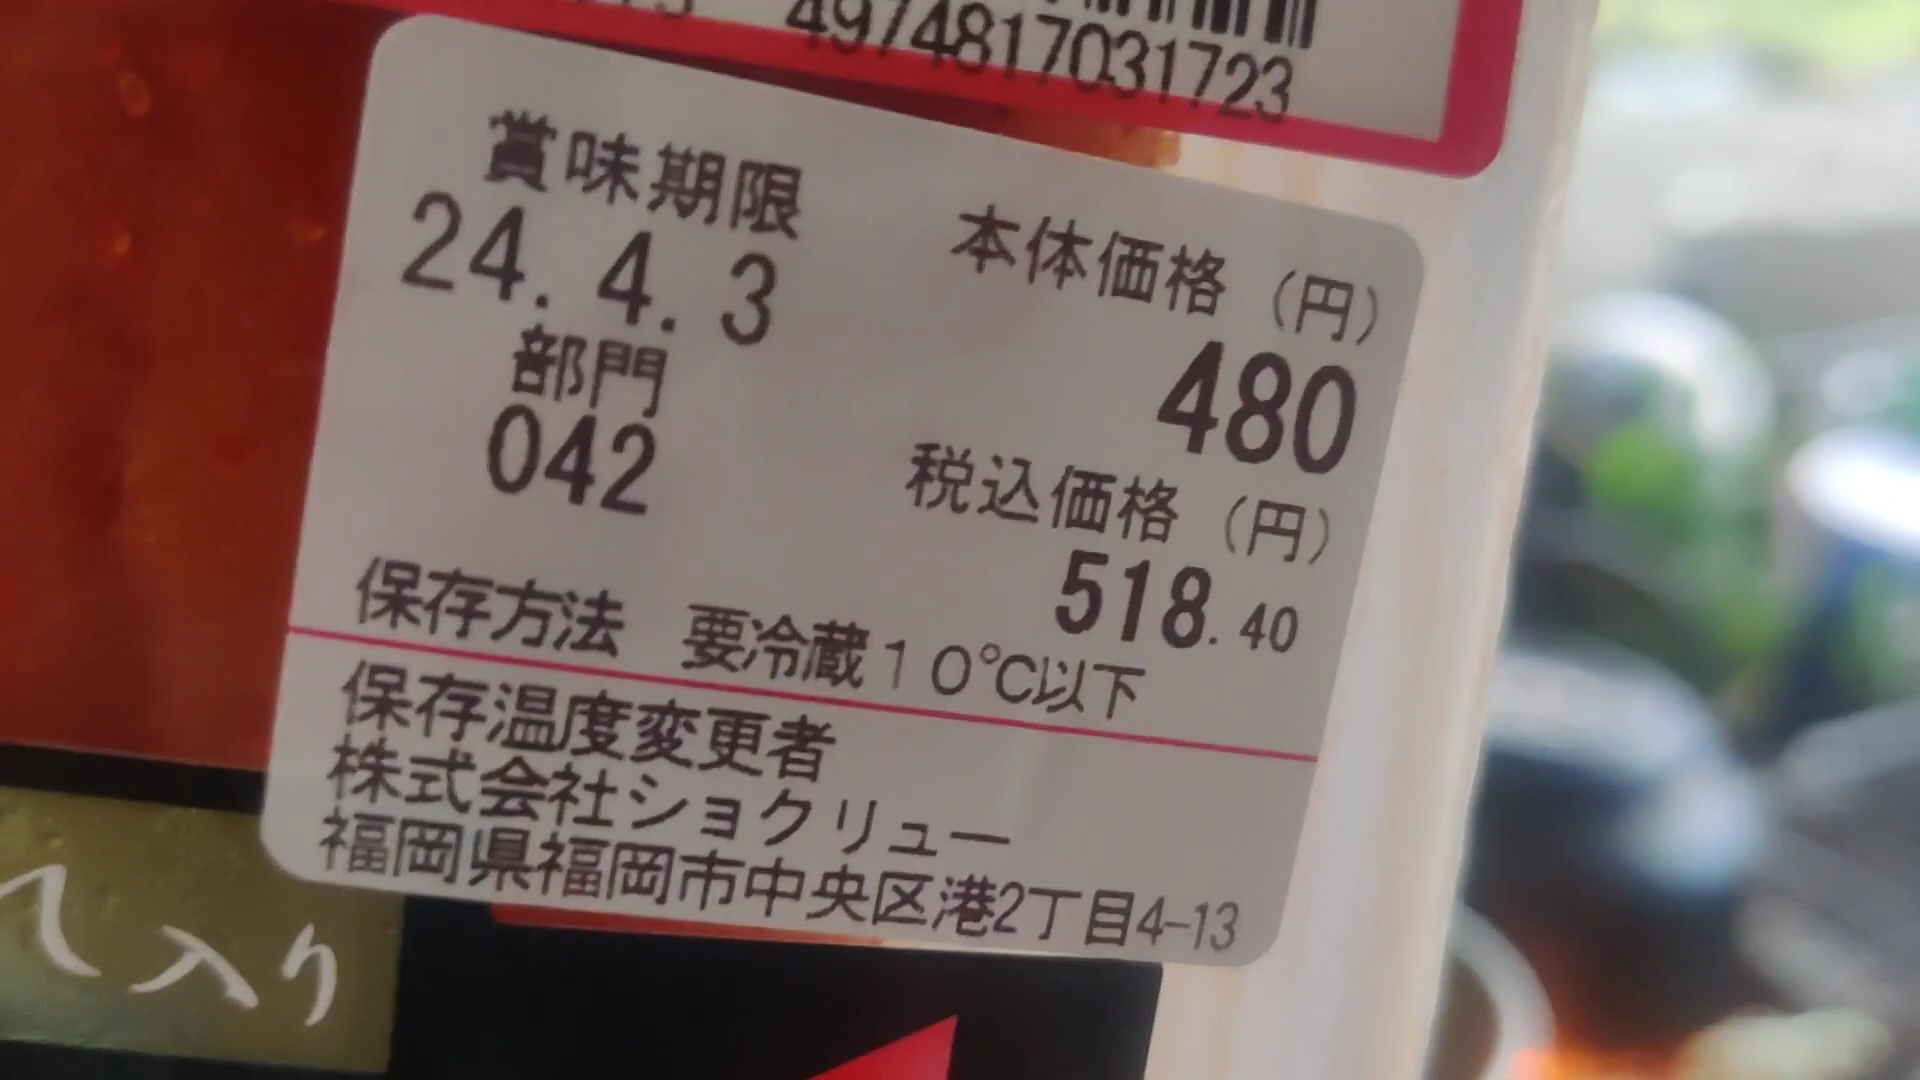 4974817031723
賞味期限
24. 4. 3
本体価格 (円)
480
部門
042
税込価格 (円)
518.40
保存方法 要冷蔵10℃以下
保存温度変更者
株式会社ショクリュー
福岡県福岡市中央区港2丁目4-13
入り